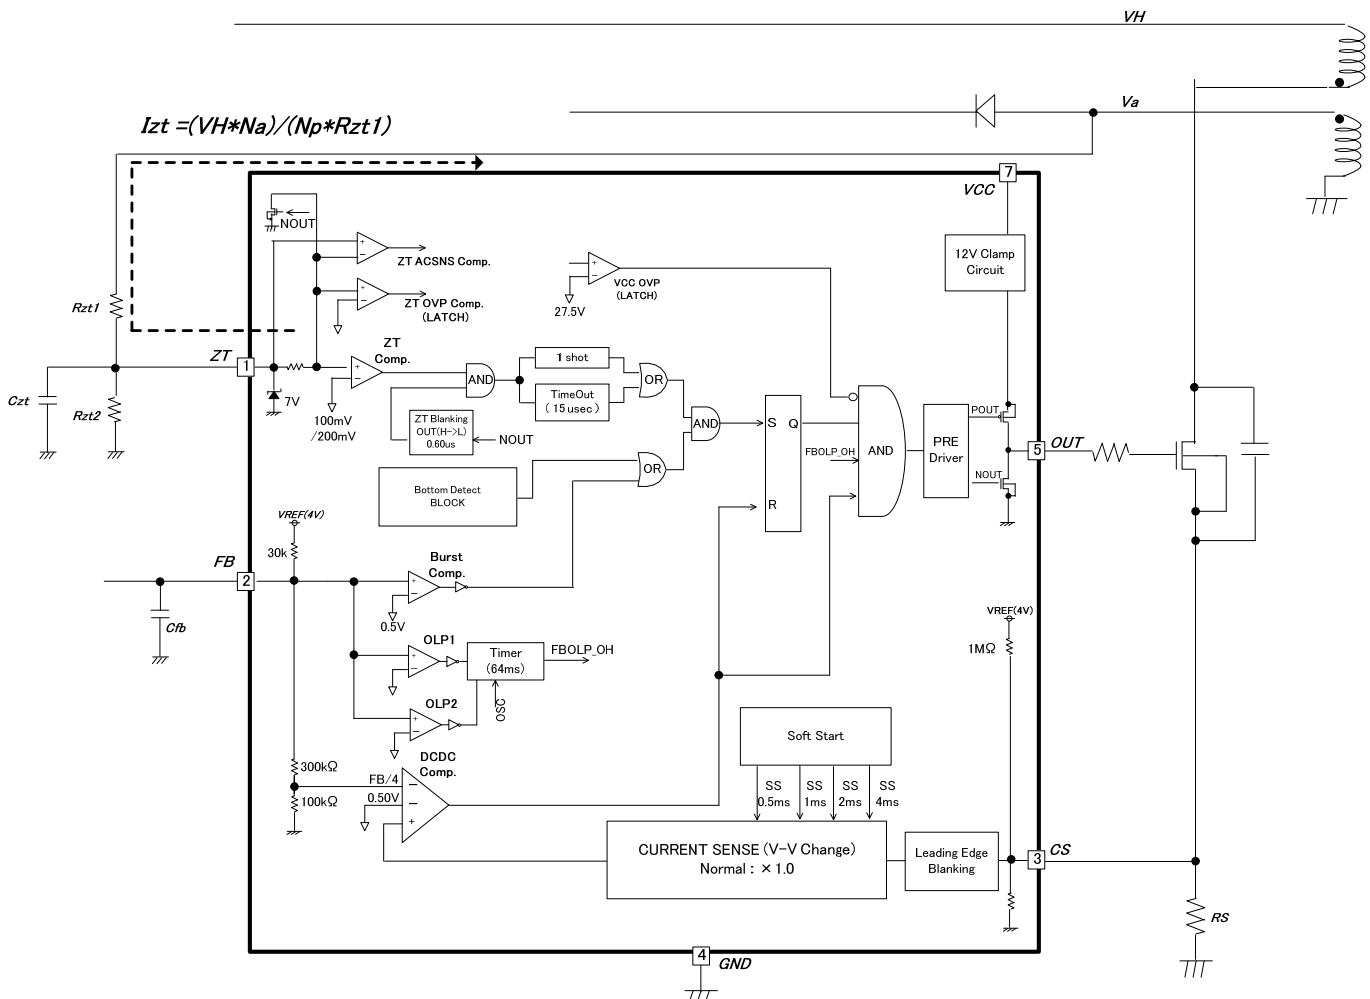 VH
Va
Izt =(VH*Na)/(Np*Rzt1)
7
VCC
NOUT
12V Clamp
Circuit
ZT ACSNS Comp.
VCC OVP
(LATCH)
27.5V
ZT OVP Comp.
(LATCH)
Rzt1
ZT
1
ZT
Comp.
1 shot
AND
OR
TimeOut
( 15 usec )
7V
Czt
Rzt2
100mV
/200mV
ZT Blanking
OUT(H->L)
0.60us
NOUT
AND
S
Q
POUT
PRE
Driver
5
OUT
FBOLP_OH
AND
OR
NOUT
Bottom Detect
BLOCK
R
VREF(4V)
30k
FB
2
Burst
Comp.
0.5V
Cfb
VREF(4V)
1MΩ
OLP1
Timer
(64ms)
FBOLP_OH
OLP2
OSC
Soft Start
DCDC
Comp.
300kΩ
FB/4
0.50V
100kΩ
SS
0.5ms
SS
1ms
SS
2ms
SS
4ms
CURRENT SENSE (V-V Change)
Normal : ×1.0
Leading Edge
Blanking
3
CS
RS
4
GND